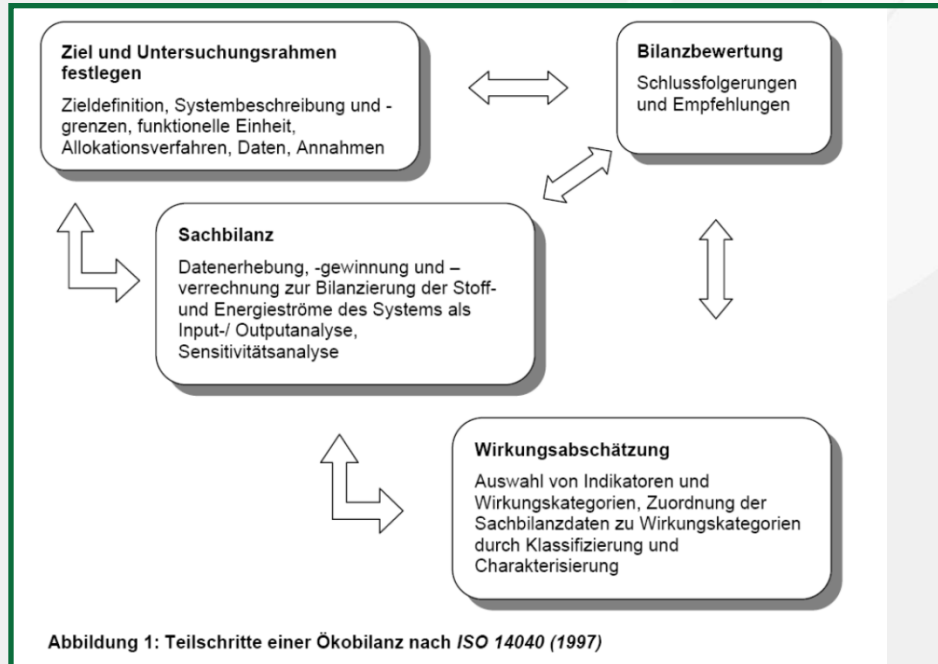 Ziel und Untersuchungsrahmen
festlegen
Zieldefinition, Systembeschreibung und -
grenzen, funktionelle Einheit,
Allokationsverfahren, Daten, Annahmen
Bilanzbewertung
Schlussfolgerungen
und Empfehlungen
Sachbilanz
Datenerhebung, -gewinnung und –
verrechnung zur Bilanzierung der Stoff-
und Energieströme des Systems als
Input-/ Outputanalyse,
Sensitivitätsanalyse
Wirkungsabschätzung
Auswahl von Indikatoren und
Wirkungskategorien, Zuordnung der
Sachbilanzdaten zu Wirkungskategorien
durch Klassifizierung und
Charakterisierung
Abbildung 1: Teilschritte einer Ökobilanz nach ISO 14040 (1997)